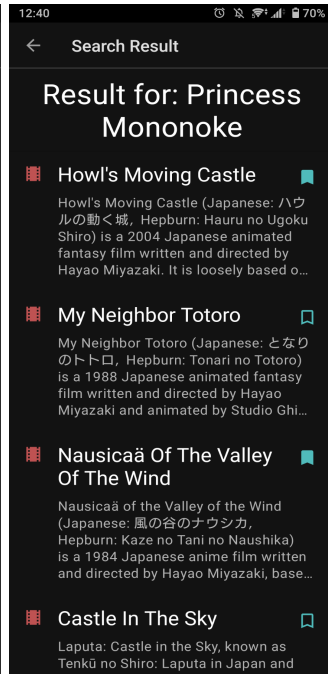 12:40
70%
Search Result
Result for: Princess
Mononoke
Howl's Moving Castle
Howl's Moving Castle (Japanese: ハウ
ルの動く城, Hepburn: Hauru no Ugoku
Shiro) is a 2004 Japanese animated
fantasy film written and directed by
Hayao Miyazaki. It is loosely based o…
My Neighbor Totoro
My Neighbor Totoro (Japanese: となり
のトトロ, Hepburn: Tonari no Totoro)
is a 1988 Japanese animated fantasy
film written and directed by Hayao
Miyazaki and animated by Studio Ghi…
Nausicaä Of The Valley
Of The Wind
Nausicaä of the Valley of the Wind
(Japanese: 風の谷のナウシカ,
Hepburn: Kaze no Tani no Naushika)
is a 1984 Japanese anime film written
and directed by Hayao Miyazaki, base…
Castle In The Sky
Laputa: Castle in the Sky, known as
Tenkū no Shiro: Laputa in Japan and